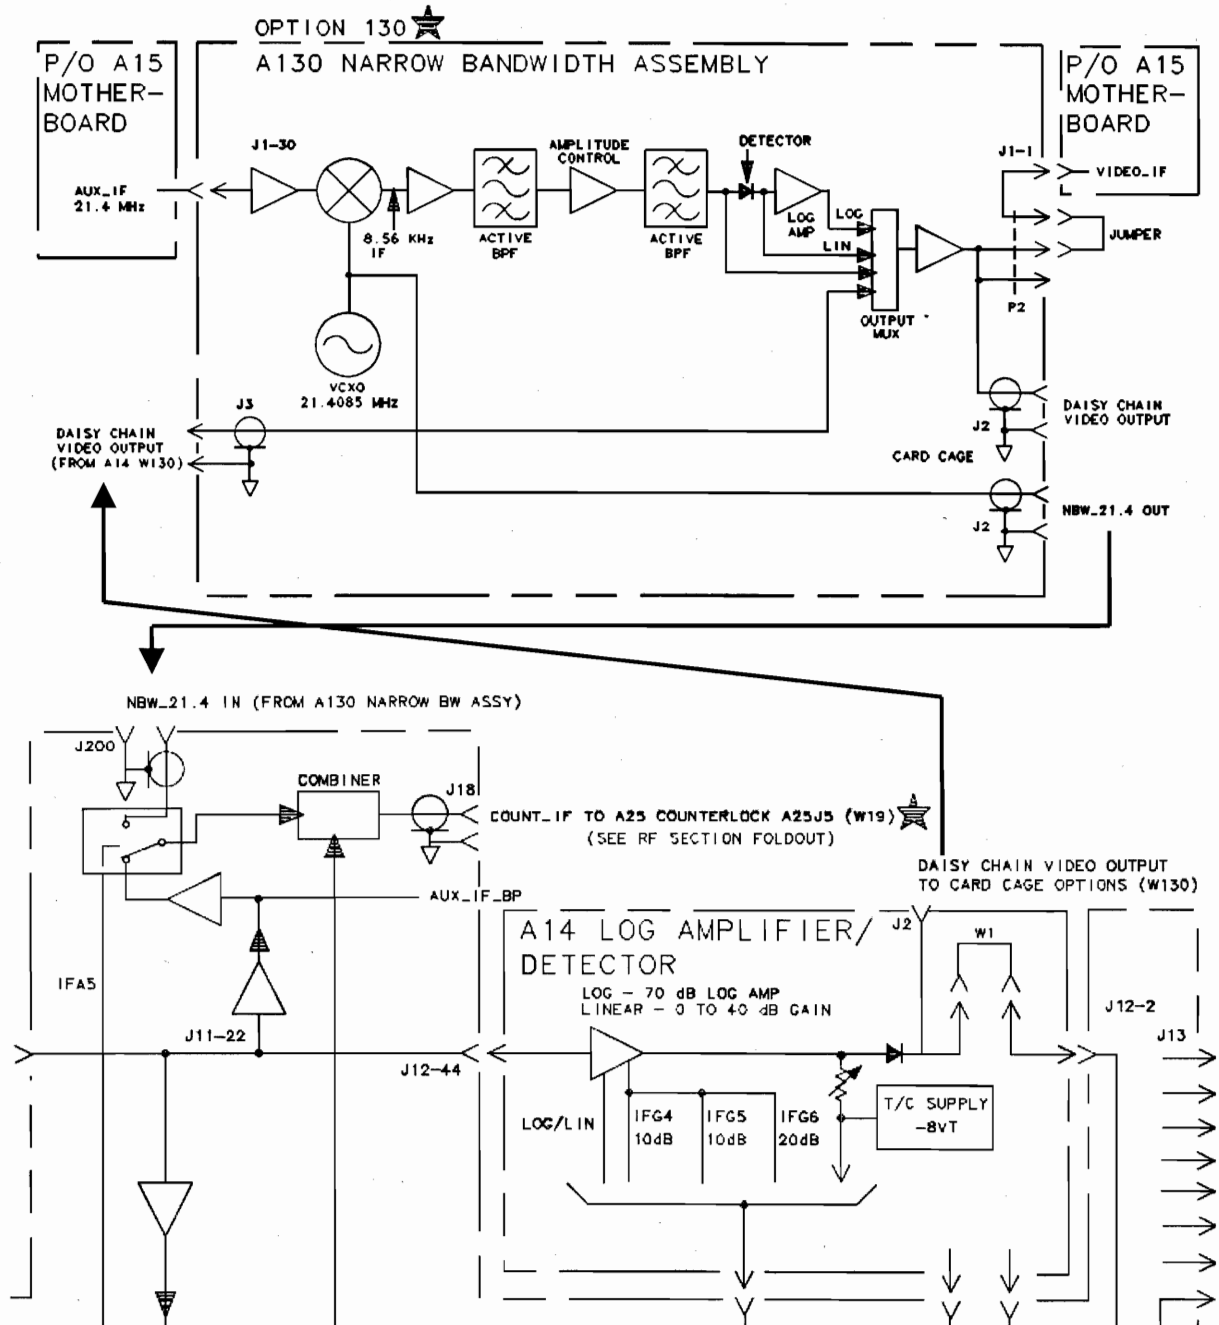 OPTION 130
P/O A15
MOTHER-
BOARD
A130 NARROW BANDWIDTH ASSEMBLY
P/O A15
MOTHER-
BOARD
J1-30
AMPLITUDE
CONTROL
DETECTOR
J1-1
AUX_IF
21.4 MHz
VIDEO_IF
8.56 KHz
IF
ACTIVE
BPF
ACTIVE
BPF
LOG
AMP
LOG
LIN
JUMPER
P2
OUTPUT
MUX
VCXO
21.4085 MHz
J3
DAISY CHAIN
VIDEO OUTPUT
(FROM A14 W130)
J2
DAISY CHAIN
VIDEO OUTPUT
CARD CAGE
J2
NBW_21.4 OUT
NBW_21.4 IN (FROM A130 NARROW BW ASSY)
J200
COMBINER
J18
COUNT_IF TO A25 COUNTERLOCK A25J5 (W19)
(SEE RF SECTION FOLDOUT)
DAISY CHAIN VIDEO OUTPUT
TO CARD CAGE OPTIONS (W130)
AUX_IF_BP
A14 LOG AMPLIFIER/
DETECTOR
J2
W1
IFA5
LOG - 70 dB LOG AMP
LINEAR - 0 TO 40 dB GAIN
J12-2
J11-22
J13
J12-44
LOG/LIN
IFG4
10dB
IFG5
10dB
IFG6
20dB
T/C SUPPLY
-8VT